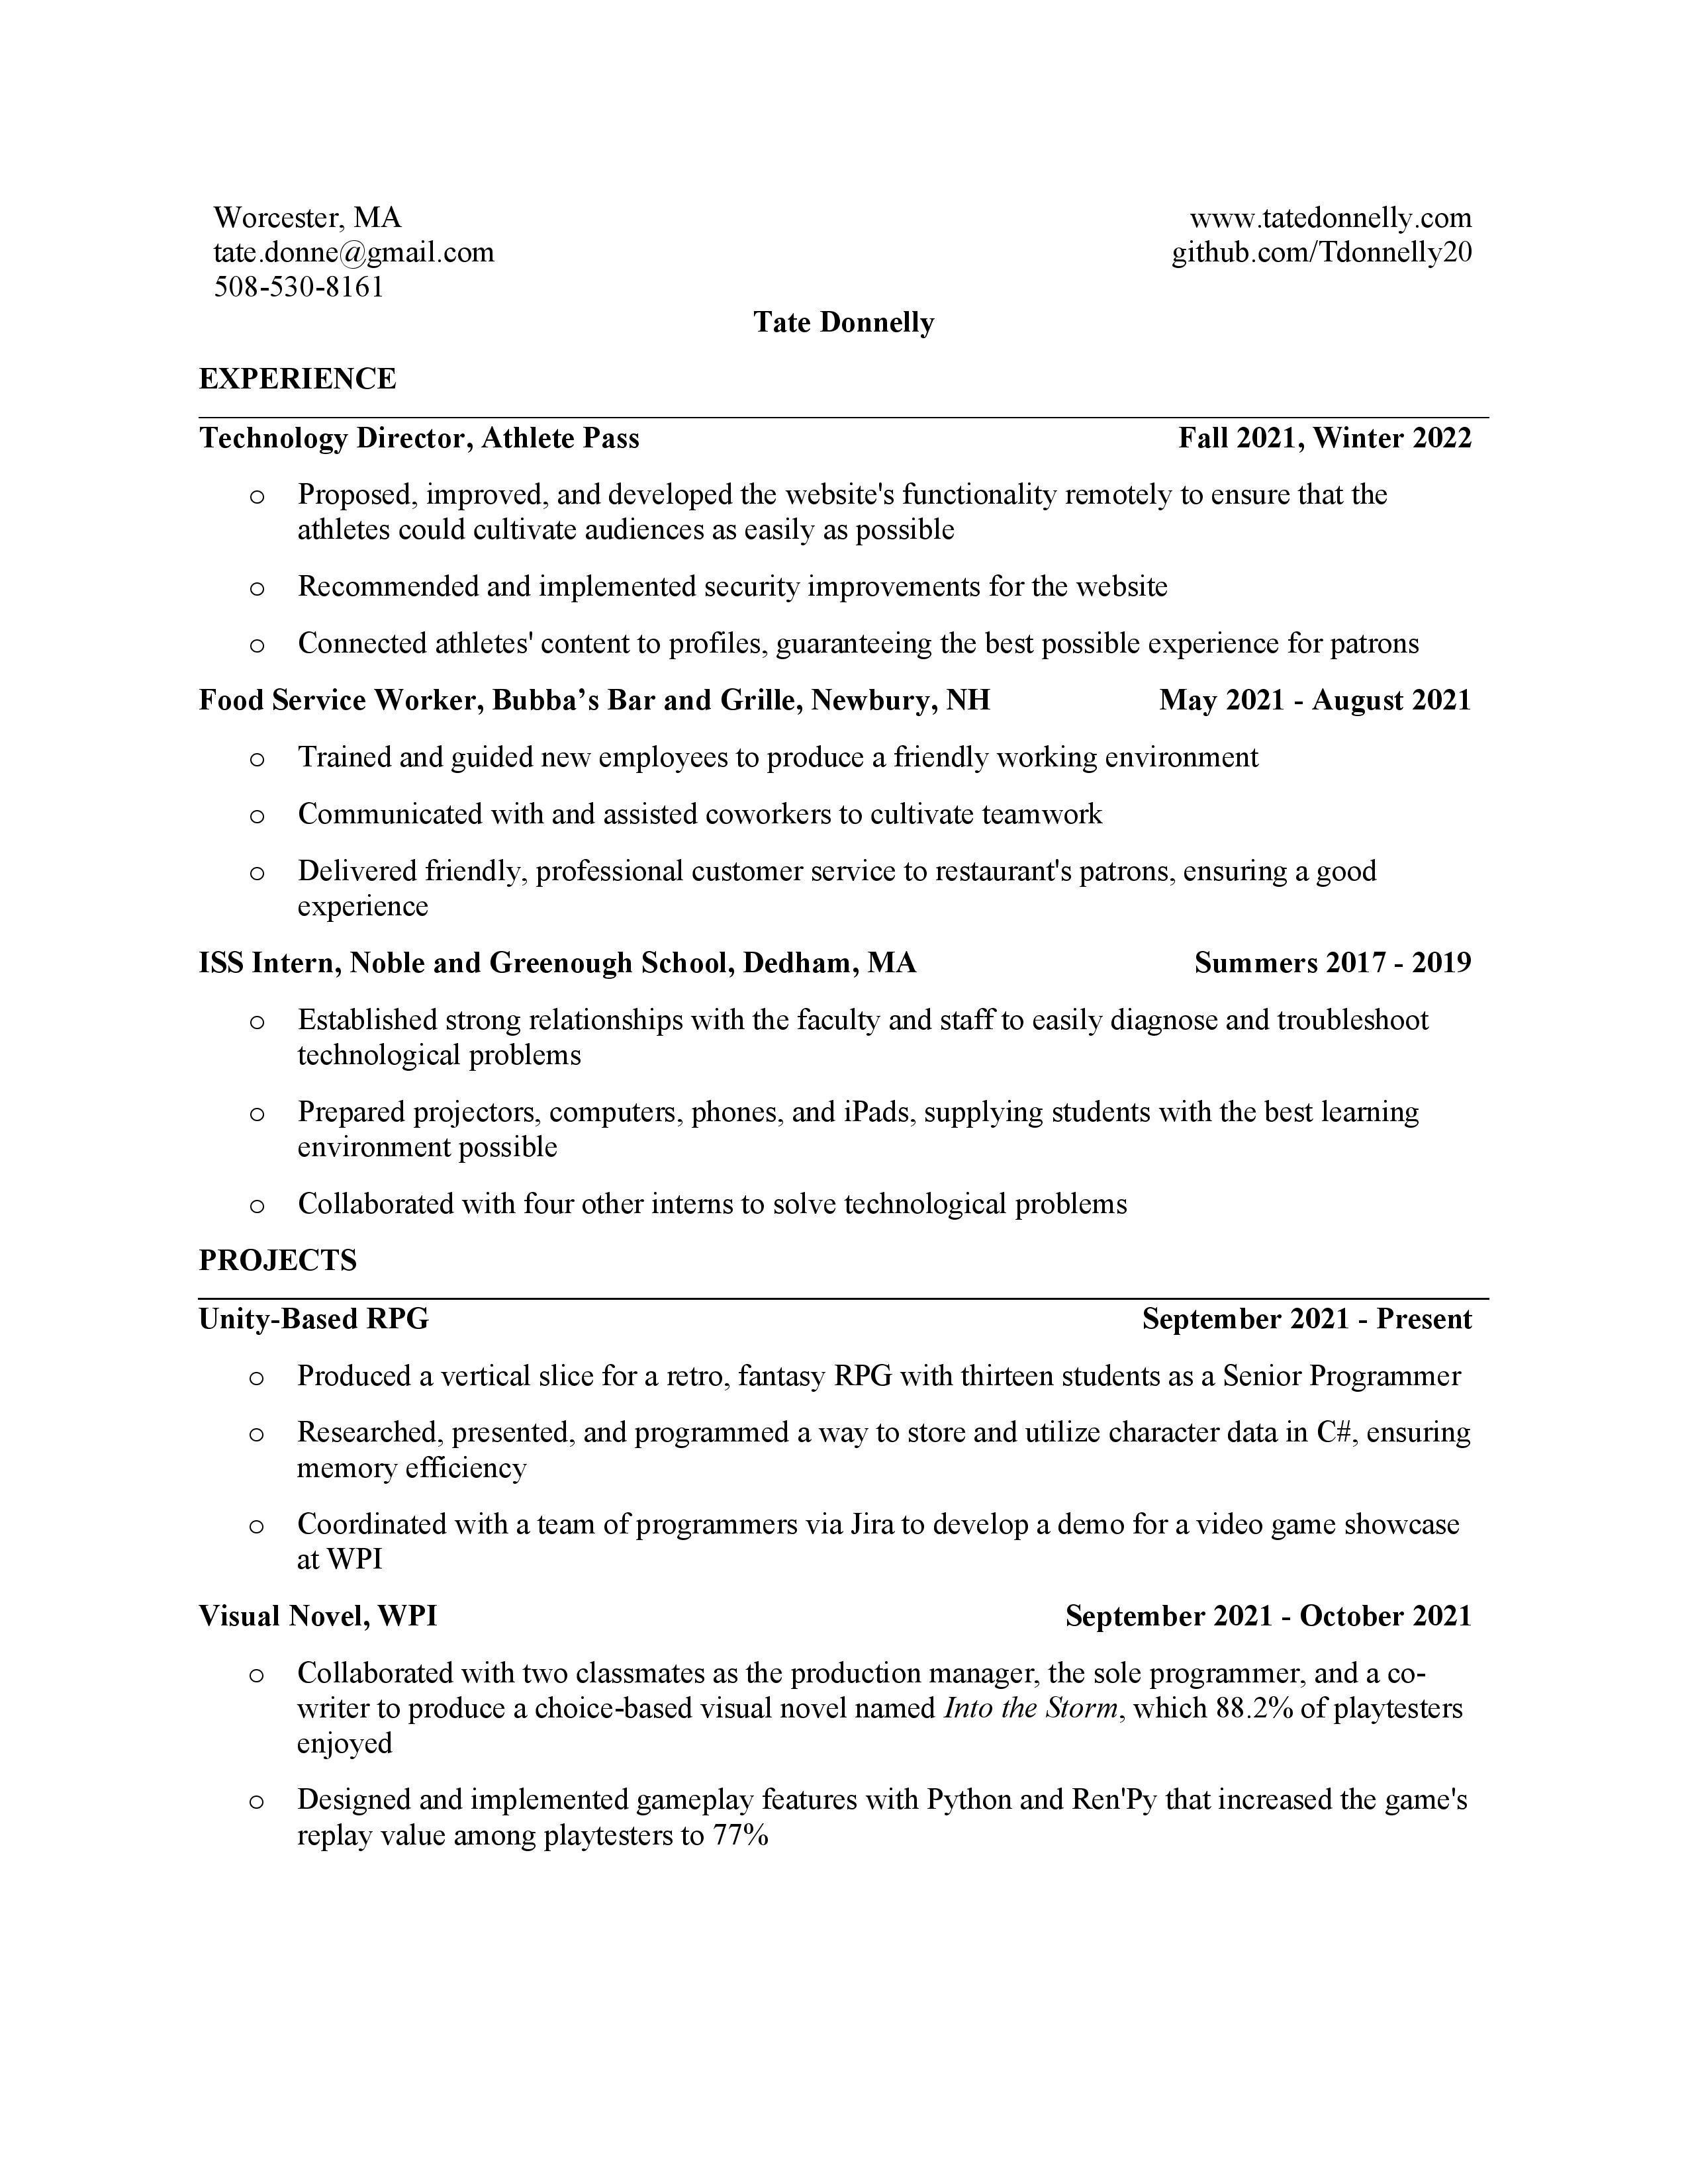 Worcester, MA www.tatedonnelly.com
tate.donne@gmail.com github.com/Tdonnelly20
508-530-8161
Tate Donnelly
EXPERIENCE
Technology Director, Athlete Pass Fall 2021, Winter 2022
o Proposed, improved, and developed the website's functionality remotely to ensure that the
athletes could cultivate audiences as easily as possible
o Recommended and implemented security improvements for the website
o Connected athletes' content to profiles, guaranteeing the best possible experience for patrons
Food Service Worker, Bubba’s Bar and Grille, Newbury, NH May 2021 - August 2021
o Trained and guided new employees to produce a friendly working environment
o Communicated with and assisted coworkers to cultivate teamwork
o Delivered friendly, professional customer service to restaurant's patrons, ensuring a good
experience
ISS Intern, Noble and Greenough School, Dedham, MA Summers 2017 - 2019
o Established strong relationships with the faculty and staff to easily diagnose and troubleshoot
technological problems
o Prepared projectors, computers, phones, and iPads, supplying students with the best learning
environment possible
o Collaborated with four other interns to solve technological problems
PROJECTS
Unity-Based RPG September 2021 - Present
o Produced a vertical slice for a retro, fantasy RPG with thirteen students as a Senior Programmer
o Researched, presented, and programmed a way to store and utilize character data in C#, ensuring
memory efficiency
o Coordinated with a team of programmers via Jira to develop a demo for a video game showcase
at WPI
Visual Novel, WPI September 2021 - October 2021
o Collaborated with two classmates as the production manager, the sole programmer, and a co-
writer to produce a choice-based visual novel named Into the Storm, which 88.2% of playtesters
enjoyed
o Designed and implemented gameplay features with Python and Ren'Py that increased the game's
replay value among playtesters to 77%